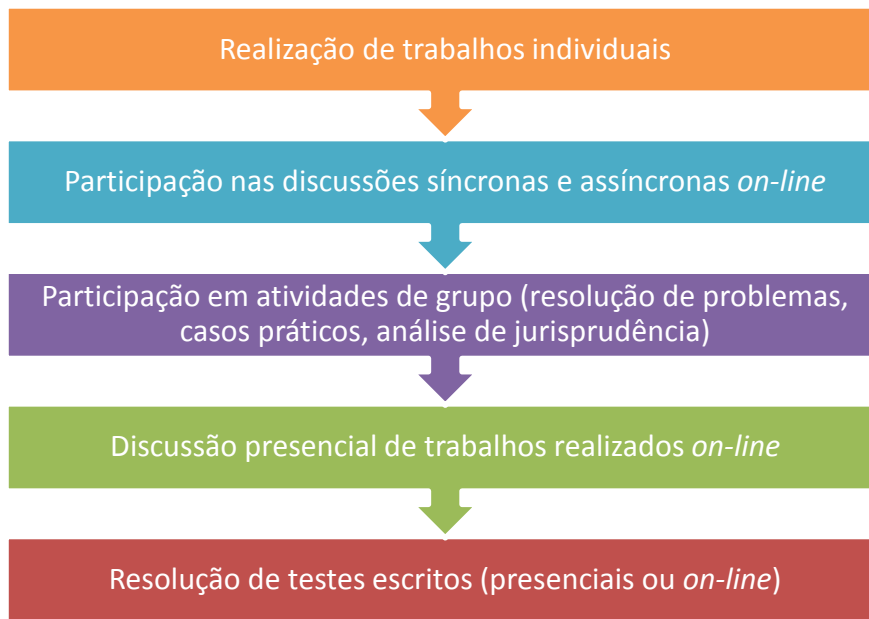 Realização de trabalhos individuais
Participação nas discussões síncronas e assíncronas on-line
Participação em atividades de grupo (resolução de problemas,
casos práticos, análise de jurisprudência)
Discussão presencial de trabalhos realizados on-line
Resolução de testes escritos (presenciais ou on-line)